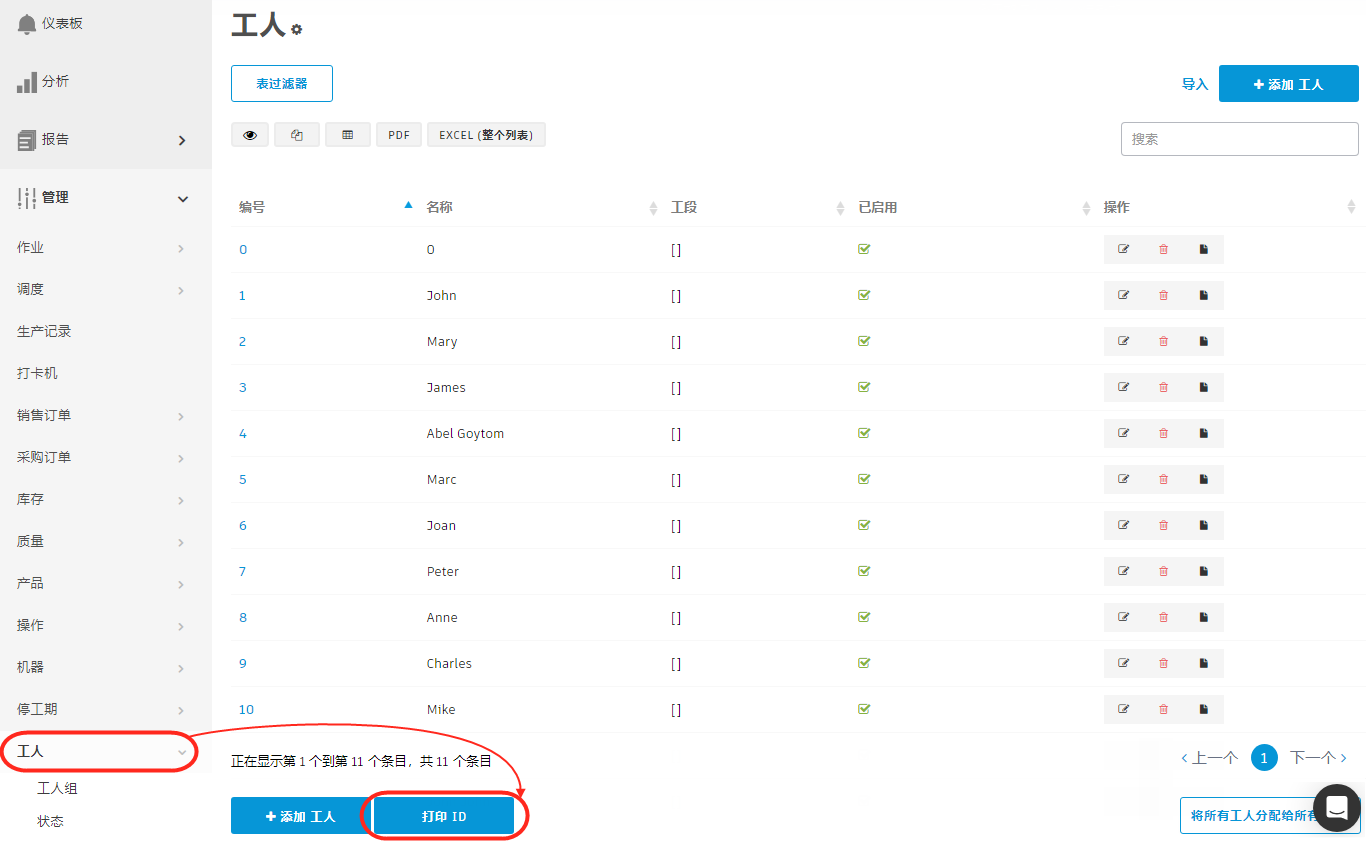 仪表板
分析
报告
管理
作业
调度
生产记录
打卡机
销售订单
采购订单
库存
质量
产品
操作
机器
停工期
工人
工人组
状态
工人
表过滤器
导入
添加 工人
PDF
EXCEL (整个列表)
搜索
编号 名称 工段 已启用 操作
0 0 []
1 John []
2 Mary []
3 James []
4 Abel Goytom []
5 Marc []
6 Joan []
7 Peter []
8 Anne []
9 Charles []
10 Mike []
正在显示第 1 个到第 11 个条目，共 11 个条目
上一个 1 下一个
添加 工人
打印 ID
将所有工人分配给所